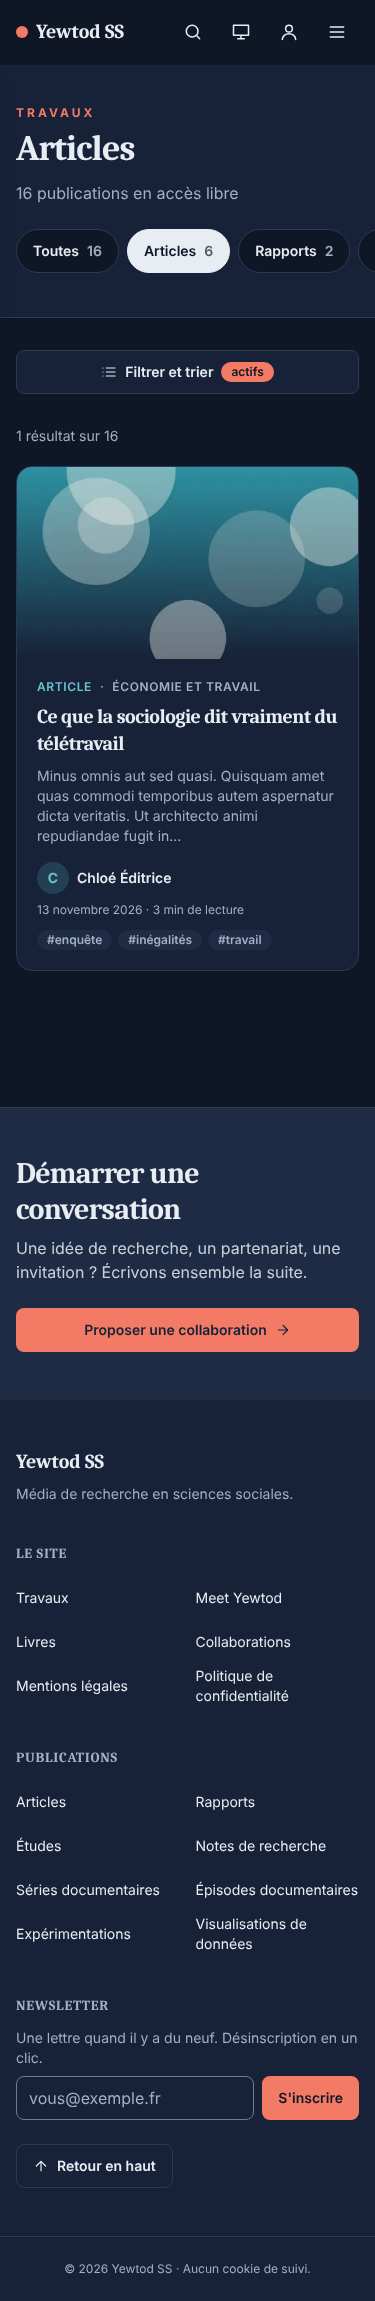 Yewtod SS
TRAVAUX
Articles
16 publications en accès libre
Toutes 16
Articles 6
Rapports 2
Filtrer et trier actifs
1 résultat sur 16
ARTICLE · ÉCONOMIE ET TRAVAIL
Ce que la sociologie dit vraiment du
télétravail
Minus omnis aut sed quasi. Quisquam amet
quas commodi temporibus autem aspernatur
dicta veritatis. Ut architecto animi
repudiandae fugit in...
C Chloé Éditrice
13 novembre 2026 · 3 min de lecture
#enquête #inégalités #travail
Démarrer une
conversation
Une idée de recherche, un partenariat, une
invitation ? Écrivons ensemble la suite.
Proposer une collaboration →
Yewtod SS
Média de recherche en sciences sociales.
LE SITE
Travaux
Meet Yewtod
Livres
Collaborations
Mentions légales
Politique de
confidentialité
PUBLICATIONS
Articles
Rapports
Études
Notes de recherche
Séries documentaires
Épisodes documentaires
Expérimentations
Visualisations de
données
NEWSLETTER
Une lettre quand il y a du neuf. Désinscription en un
clic.
vous@exemple.fr
S'inscrire
↑ Retour en haut
© 2026 Yewtod SS · Aucun cookie de suivi.